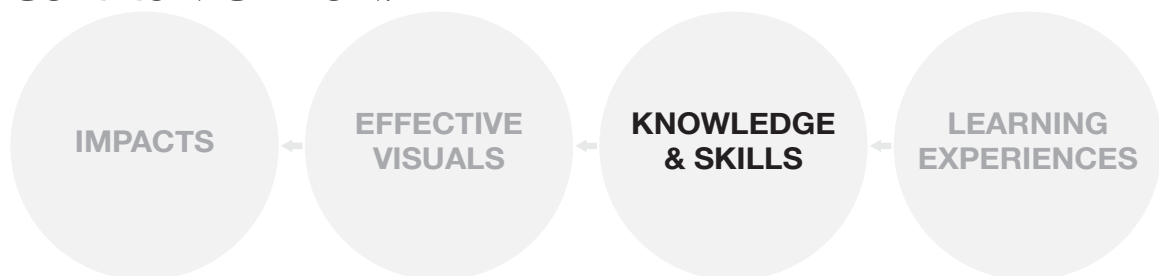 IMPACTS
EFFECTIVE
VISUALS
KNOWLEDGE
& SKILLS
LEARNING
EXPERIENCES